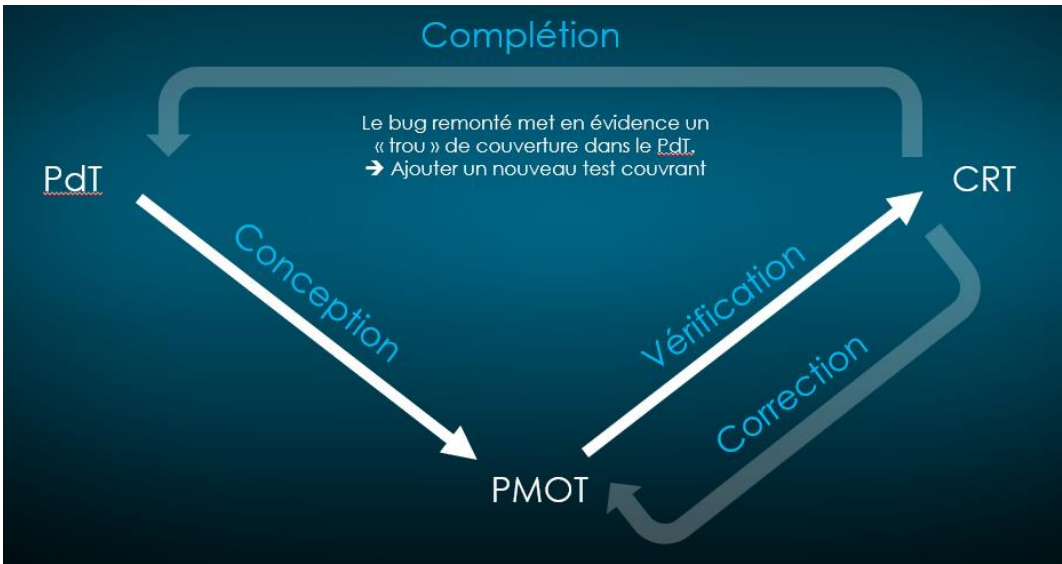 Complétion
Le bug remonté met en évidence un
« trou » de couverture dans le PdT.
➔ Ajouter un nouveau test couvrant
PdT
CRT
Conception
Vérification
Correction
PMOT